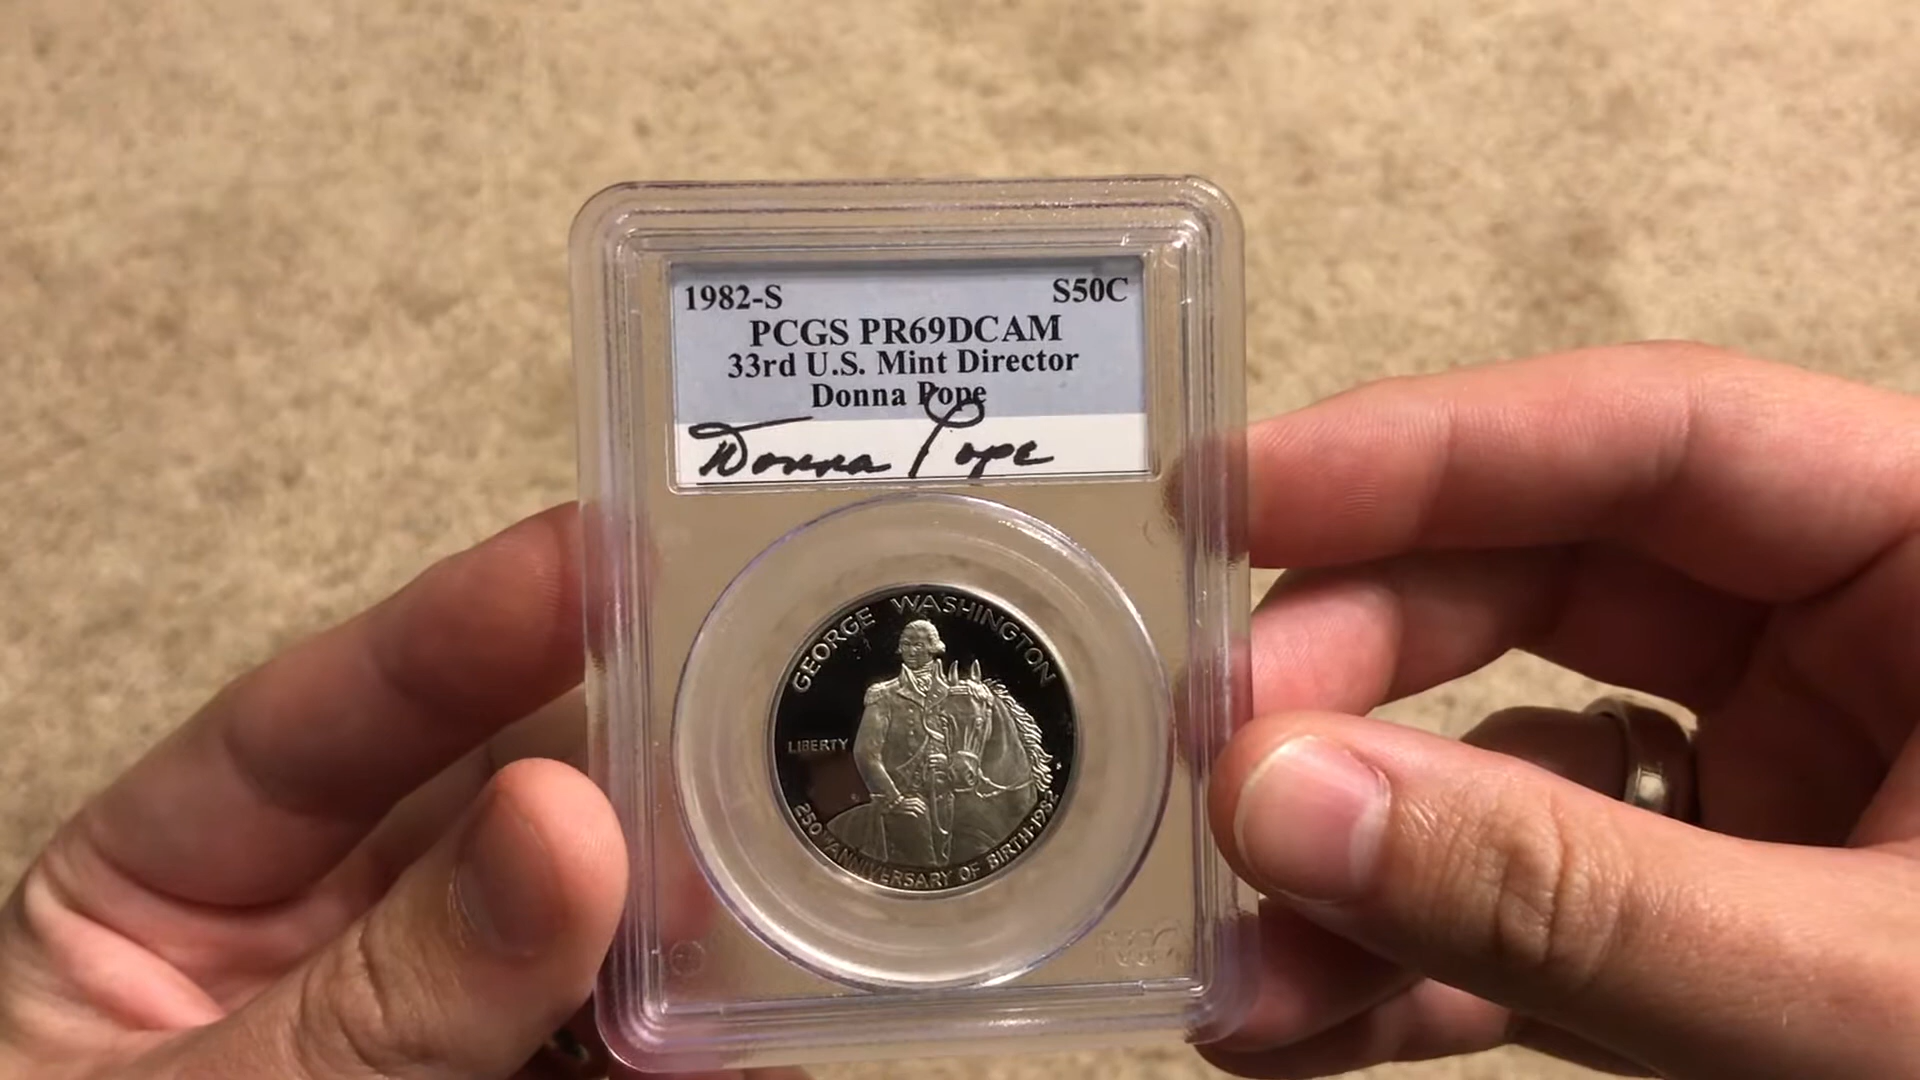 1982-S S50C
PCGS PR69DCAM
33rd U.S. Mint Director
Donna Pope
Donna Pope
GEORGE WASHINGTON
LIBERTY
250TH ANNIVERSARY OF BIRTH·1982
PCGS